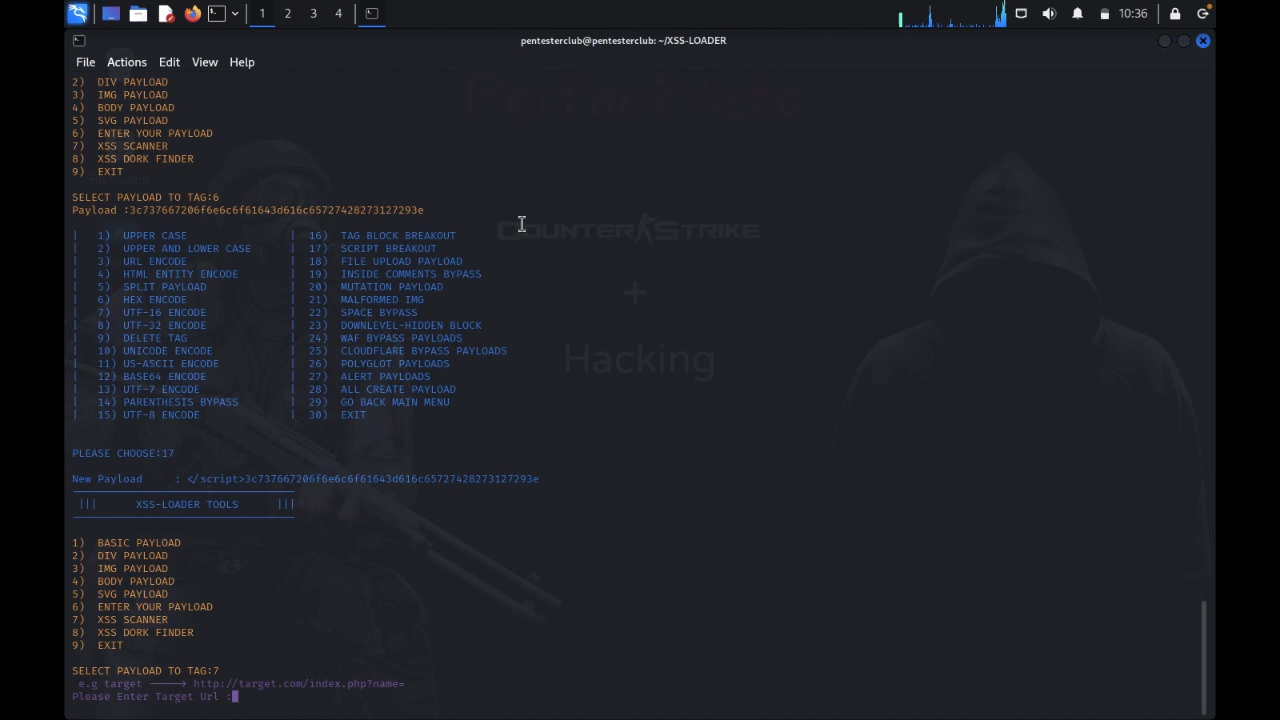 1 2 3 4 10:36
pentesterclub@pentesterclub: ~/XSS-LOADER
File Actions Edit View Help
2) DIV PAYLOAD
3) IMG PAYLOAD
4) BODY PAYLOAD
5) SVG PAYLOAD
6) ENTER YOUR PAYLOAD
7) XSS SCANNER
8) XSS DORK FINDER
9) EXIT
SELECT PAYLOAD TO TAG:6
Payload :3c737667206f6e6c6f61643d616c65727428273127293e
| 1) UPPER CASE | 16) TAG BLOCK BREAKOUT
| 2) UPPER AND LOWER CASE | 17) SCRIPT BREAKOUT
| 3) URL ENCODE | 18) FILE UPLOAD PAYLOAD
| 4) HTML ENTITY ENCODE | 19) INSIDE COMMENTS BYPASS
| 5) SPLIT PAYLOAD | 20) MUTATION PAYLOAD
| 6) HEX ENCODE | 21) MALFORMED IMG
| 7) UTF-16 ENCODE | 22) SPACE BYPASS
| 8) UTF-32 ENCODE | 23) DOWNLEVEL-HIDDEN BLOCK
| 9) DELETE TAG | 24) WAF BYPASS PAYLOADS
| 10) UNICODE ENCODE | 25) CLOUDFLARE BYPASS PAYLOADS
| 11) US-ASCII ENCODE | 26) POLYGLOT PAYLOADS
| 12) BASE64 ENCODE | 27) ALERT PAYLOADS
| 13) UTF-7 ENCODE | 28) ALL CREATE PAYLOAD
| 14) PARENTHESIS BYPASS | 29) GO BACK MAIN MENU
| 15) UTF-8 ENCODE | 30) EXIT
PLEASE CHOOSE:17
New Payload : </script>3c737667206f6e6c6f61643d616c65727428273127293e
||| XSS-LOADER TOOLS |||
1) BASIC PAYLOAD
2) DIV PAYLOAD
3) IMG PAYLOAD
4) BODY PAYLOAD
5) SVG PAYLOAD
6) ENTER YOUR PAYLOAD
7) XSS SCANNER
8) XSS DORK FINDER
9) EXIT
SELECT PAYLOAD TO TAG:7
e.g target ----> http://target.com/index.php?name=
Please Enter Target Url :
COUNTER STRIKE
+
Hacking